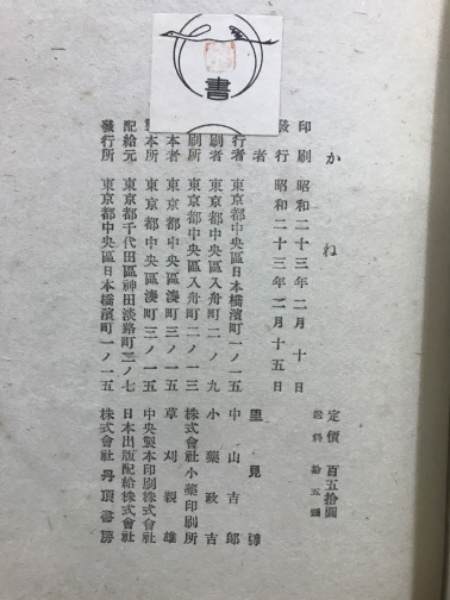 書
かね
定價 百五拾圓
送料 拾五圓
印刷 昭和二十三年二月十日
發行 昭和二十三年二月十五日
者 里見弴
行者 東京都中央區日本橋濱町一ノ一五 中山吉郎
刷者 東京都中央區入舟町二ノ九 小藥政吉
刷所 東京都中央區入舟町二ノ一三 株式會社小藥印刷所
本者 東京都中央區湊町三ノ一五 草刈親雄
製本所 東京都中央區湊町三ノ一五 中央製本印刷株式會社
配給元 東京都千代田區神田淡路町二ノ七 日本出版配給株式會社
發行所 東京都中央區日本橋濱町一ノ一五 株式會社 丹頂書房